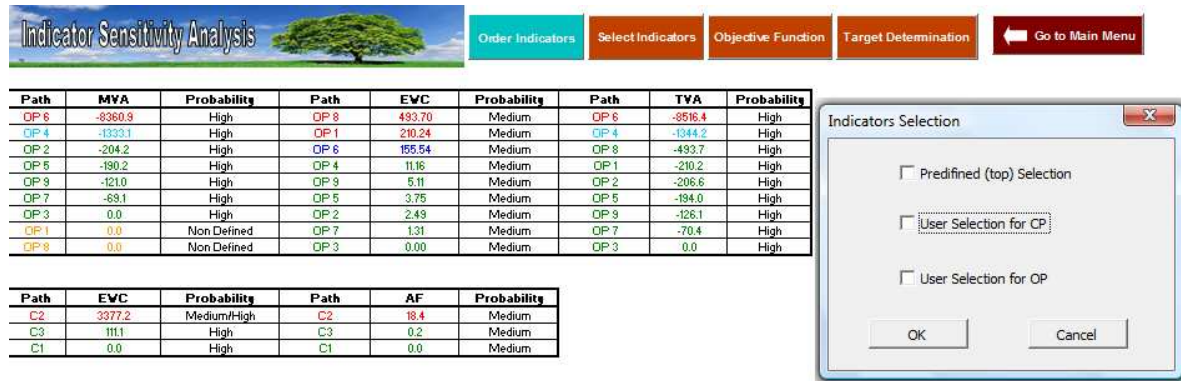 Indicator Sensitivity Analysis
Order Indicators Select Indicators Objective Function Target Determination Go to Main Menu
Path MVA Probability Path EWC Probability Path TVA Probability
OP 6 -8360.9 High OP 8 493.70 Medium OP 6 -8516.4 High
OP 4 -1333.1 High OP 1 210.24 Medium OP 4 -1344.2 High
OP 2 -204.2 High OP 6 155.54 Medium OP 8 -493.7 High
OP 5 -190.2 High OP 4 11.16 Medium OP 1 -210.2 High
OP 9 -121.0 High OP 9 5.11 Medium OP 2 -206.6 High
OP 7 -69.1 High OP 5 3.75 Medium OP 5 -194.0 High
OP 3 0.0 High OP 2 2.49 Medium OP 9 -126.1 High
OP 1 0.0 Non Defined OP 7 1.31 Medium OP 7 -70.4 High
OP 8 0.0 Non Defined OP 3 0.00 Medium OP 3 0.0 High
Path EWC Probability Path AF Probability
C2 3377.2 Medium/High C2 18.4 Medium
C3 111.1 High C3 0.2 Medium
C1 0.0 High C1 0.0 Medium
Indicators Selection
Predifined (top) Selection
User Selection for CP
User Selection for OP
OK Cancel